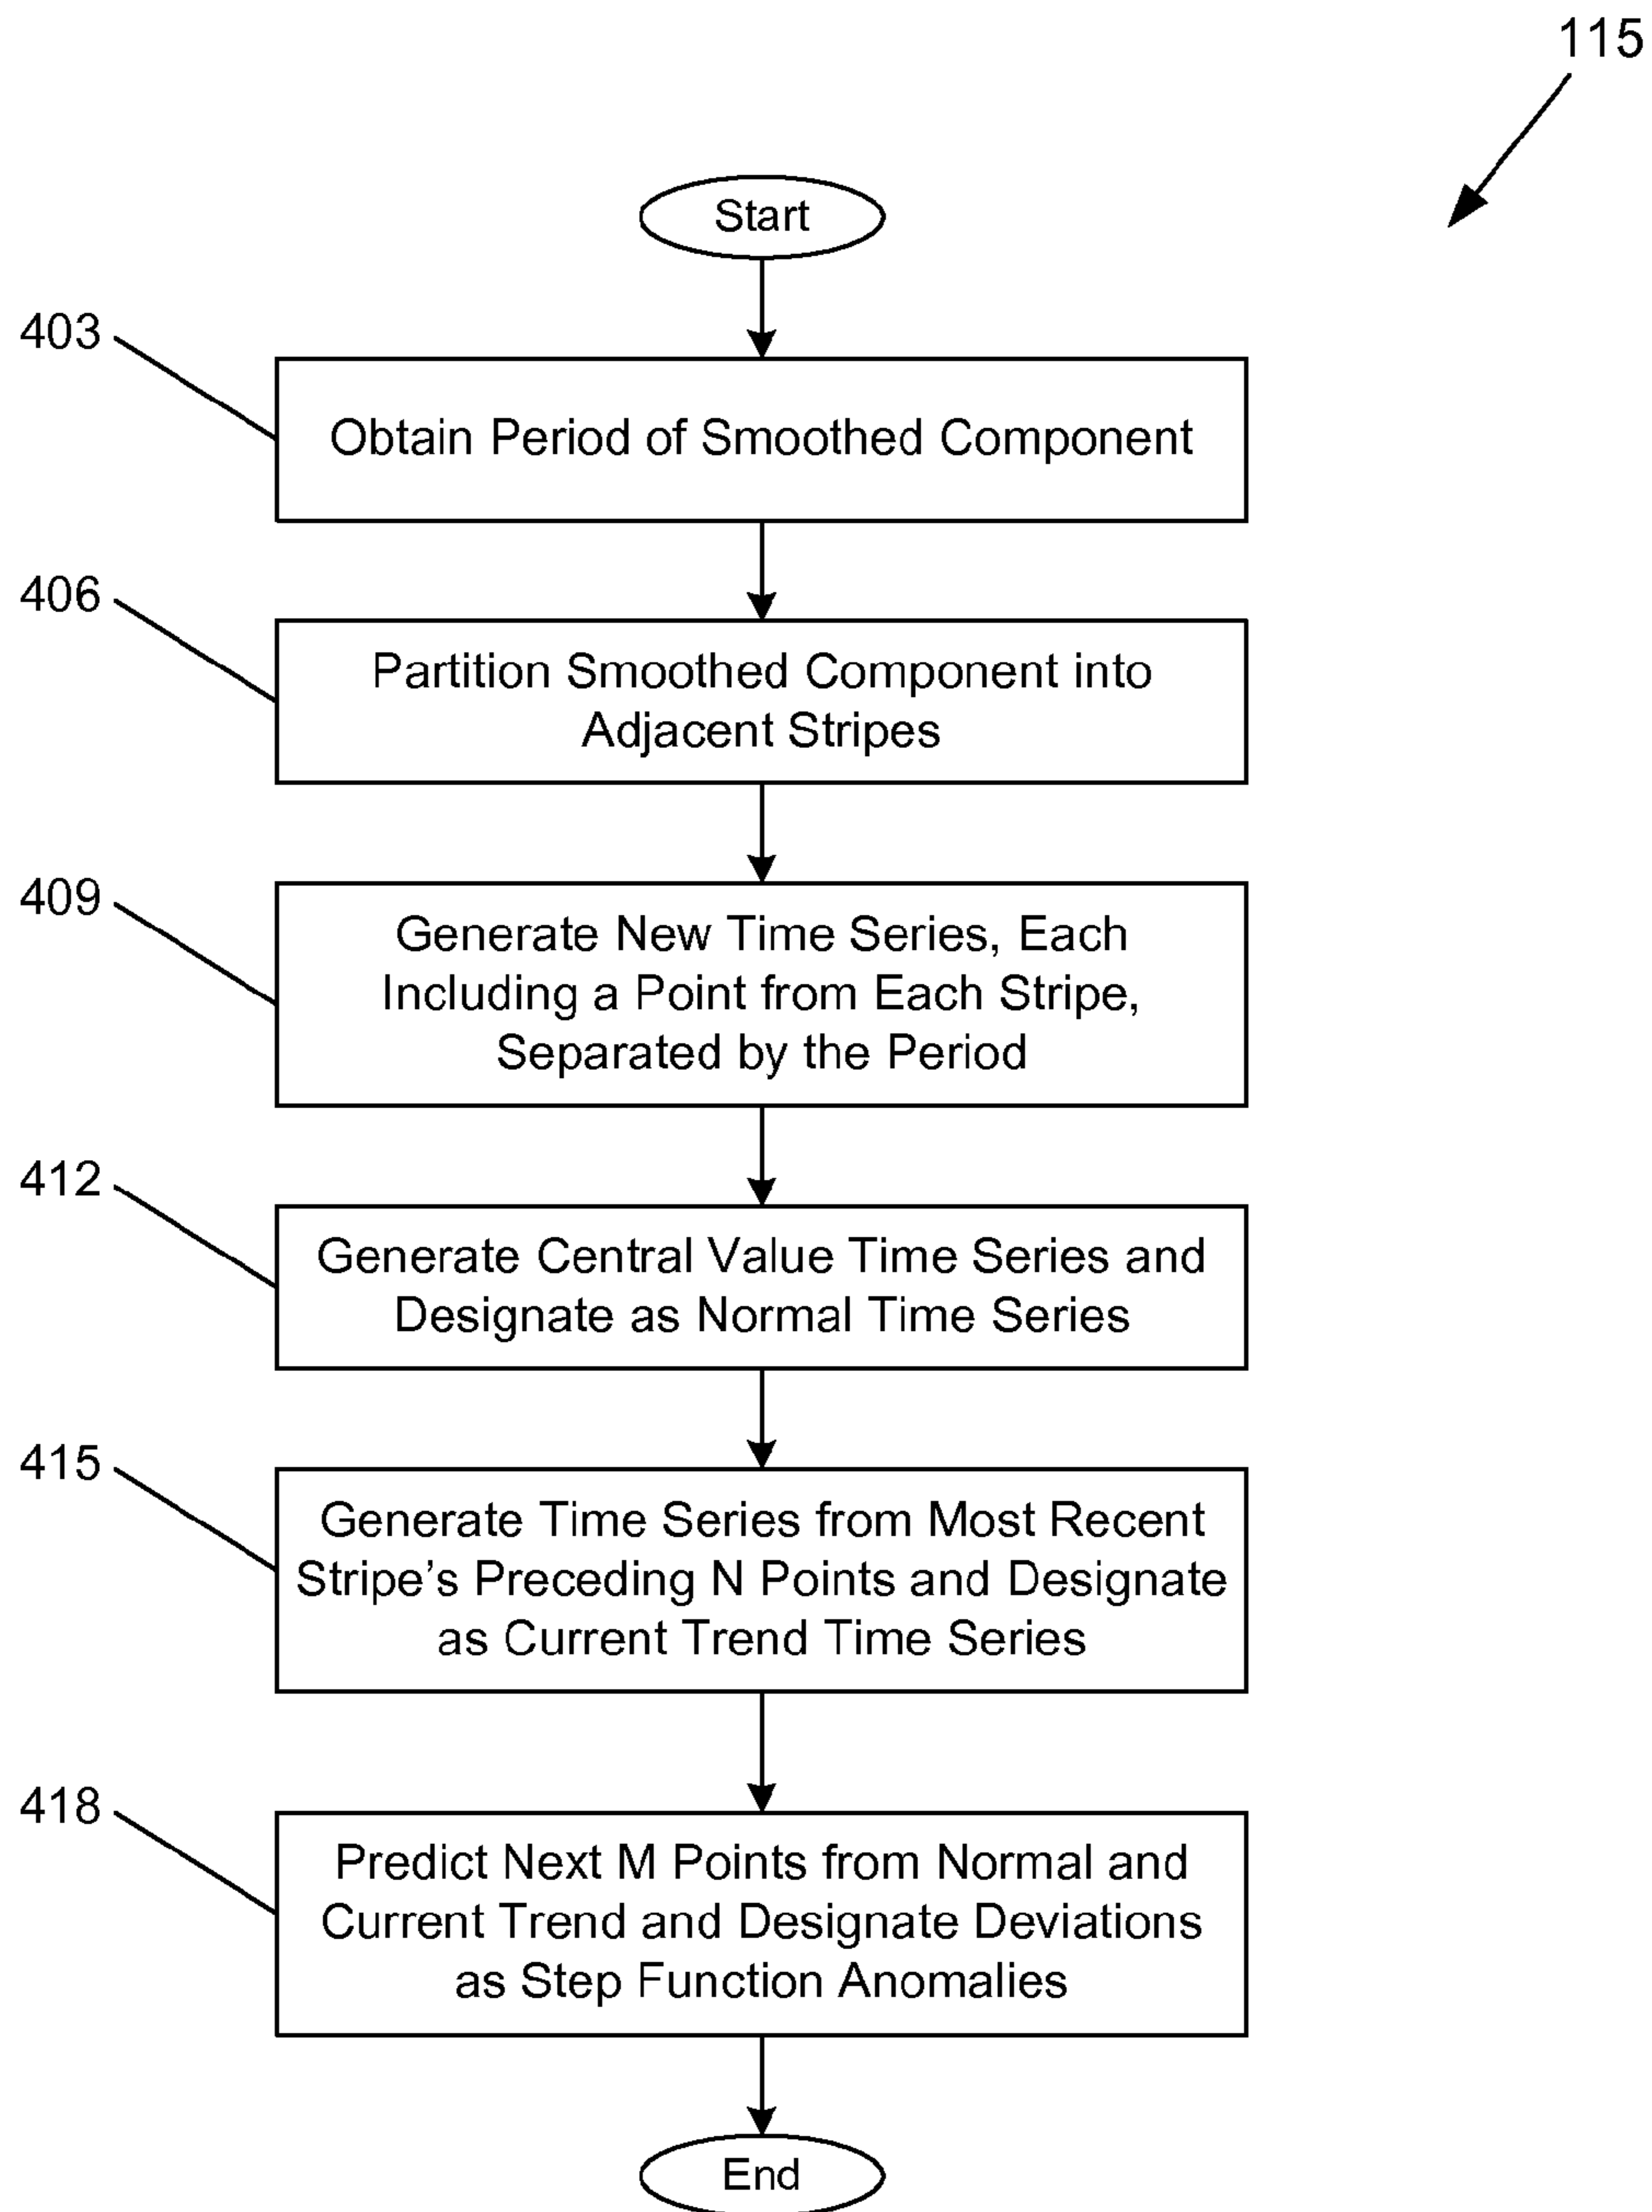 115
Start
403
Obtain Period of Smoothed Component
406
Partition Smoothed Component into
Adjacent Stripes
409
Generate New Time Series, Each
Including a Point from Each Stripe,
Separated by the Period
412
Generate Central Value Time Series and
Designate as Normal Time Series
415
Generate Time Series from Most Recent
Stripe’s Preceding N Points and Designate
as Current Trend Time Series
418
Predict Next M Points from Normal and
Current Trend and Designate Deviations
as Step Function Anomalies
End